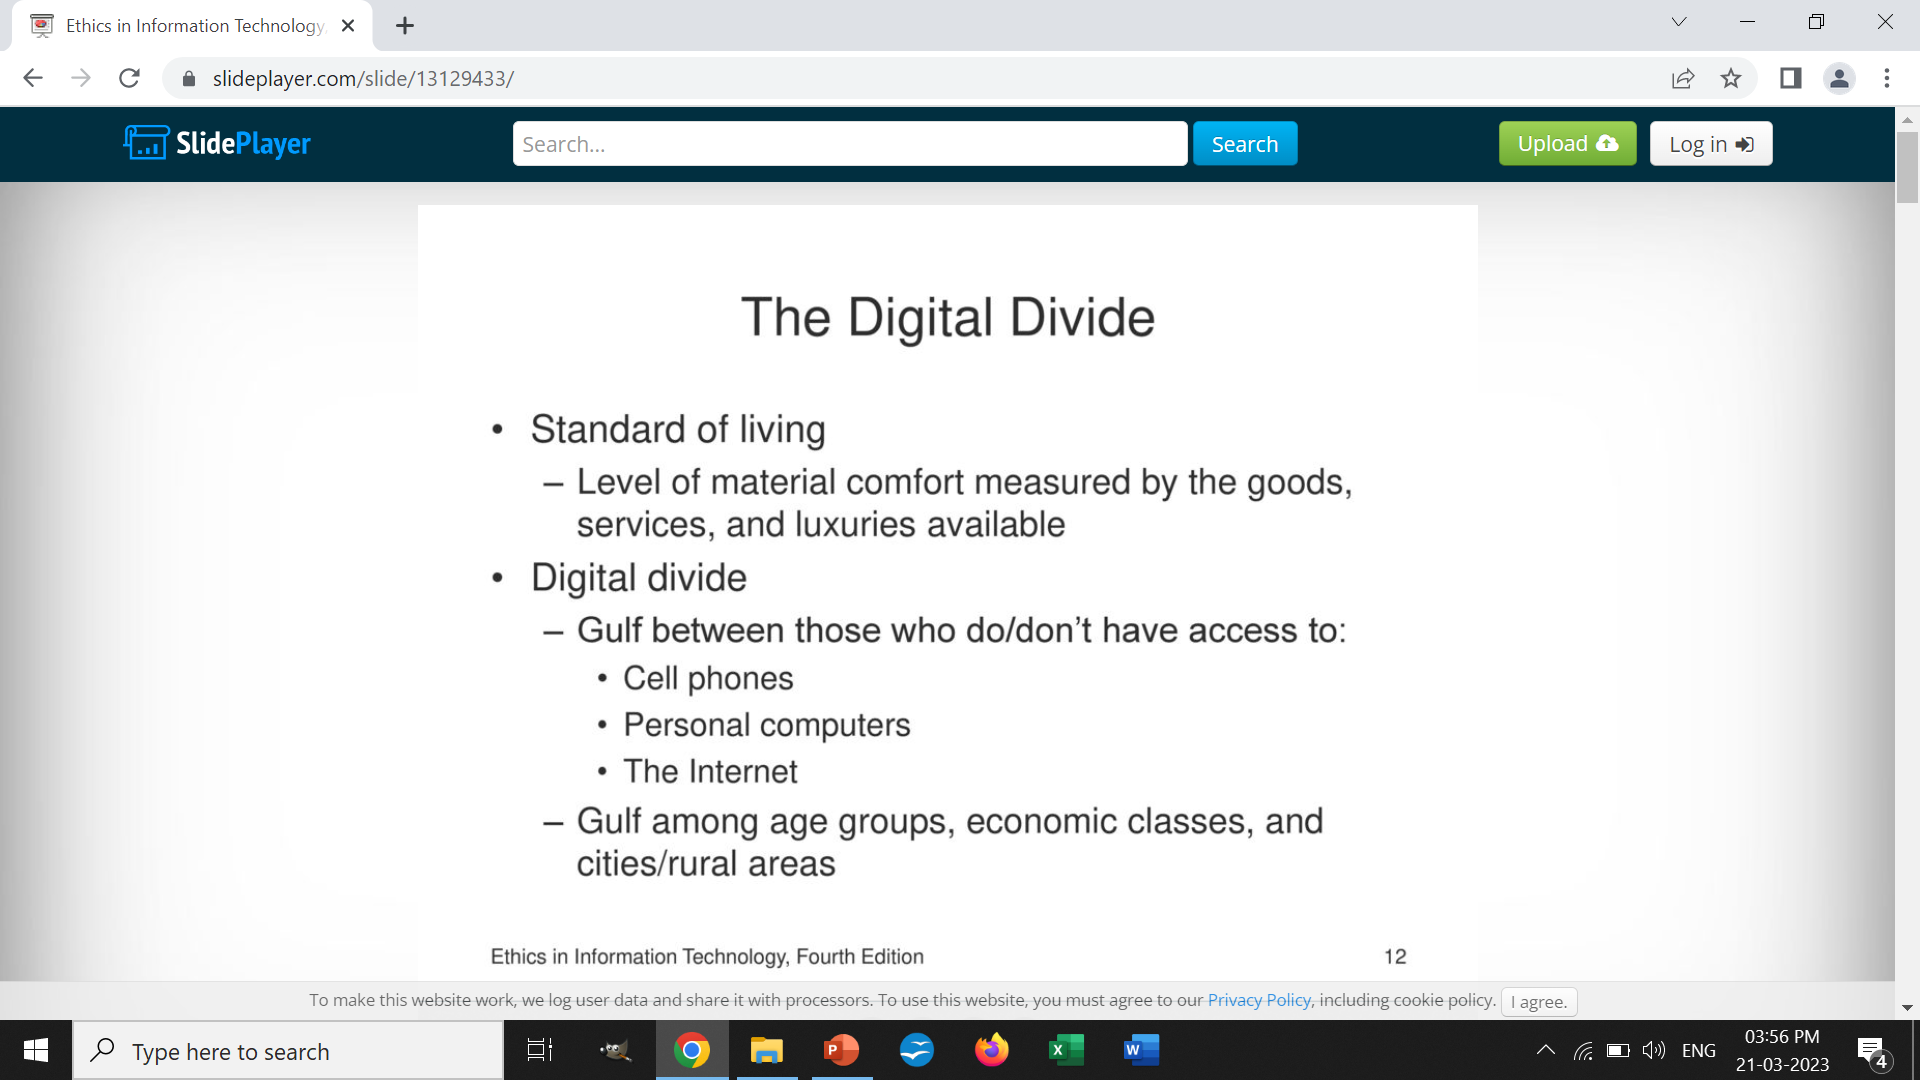 Ethics in Information Technology,
slideplayer.com/slide/13129433/
SlidePlayer
Search...
Search
Upload
Log in
The Digital Divide
• Standard of living
– Level of material comfort measured by the goods,
services, and luxuries available
• Digital divide
– Gulf between those who do/don't have access to:
• Cell phones
• Personal computers
• The Internet
– Gulf among age groups, economic classes, and
cities/rural areas
Ethics in Information Technology, Fourth Edition 12
To make this website work, we log user data and share it with processors. To use this website, you must agree to our Privacy Policy, including cookie policy. I agree.
Type here to search
P
X
W
ENG
03:56 PM
21-03-2023
4